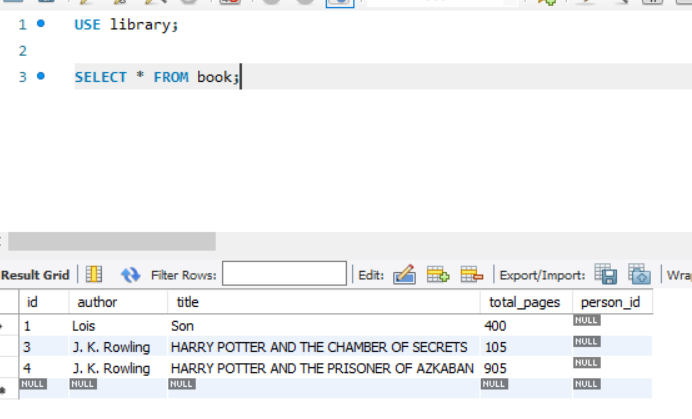 1 USE library;
2
3 SELECT * FROM book;
Result Grid Filter Rows: Edit: Export/Import:
id author title total_pages person_id
1 Lois Son 400 NULL
3 J. K. Rowling HARRY POTTER AND THE CHAMBER OF SECRETS 105 NULL
4 J. K. Rowling HARRY POTTER AND THE PRISONER OF AZKABAN 905 NULL
NULL NULL NULL NULL NULL